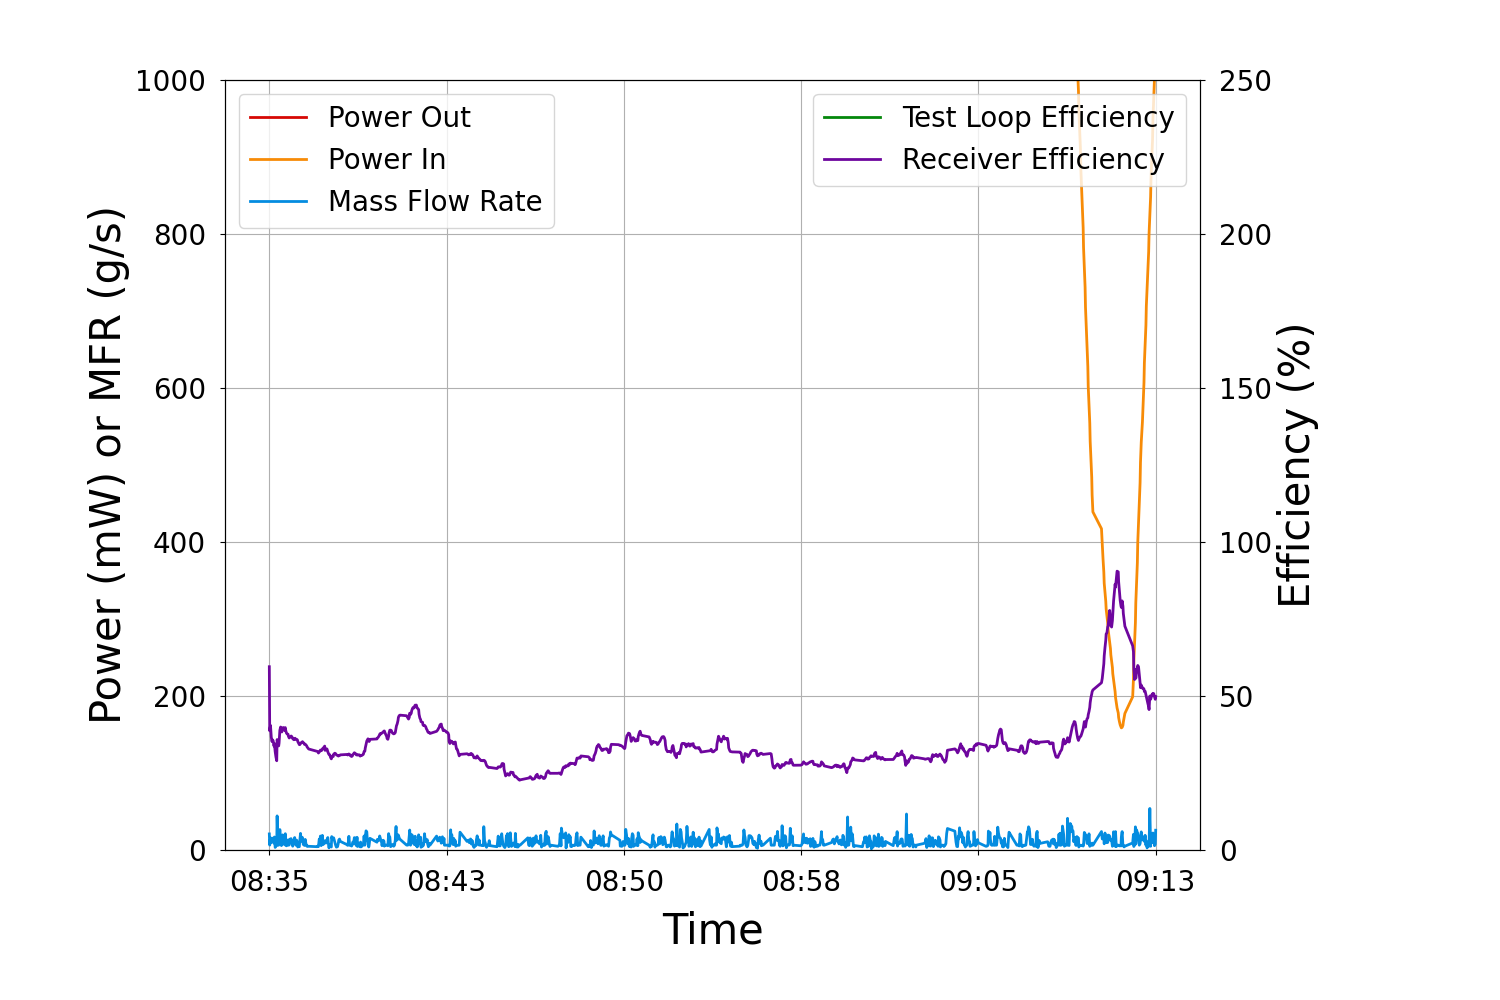 1000
800
600
400
200
0
Power (mW) or MFR (g/s)
Power Out
Power In
Mass Flow Rate
Test Loop Efficiency
Receiver Efficiency
250
200
150
100
50
0
Efficiency (%)
08:35 08:43 08:50 08:58 09:05 09:13
Time